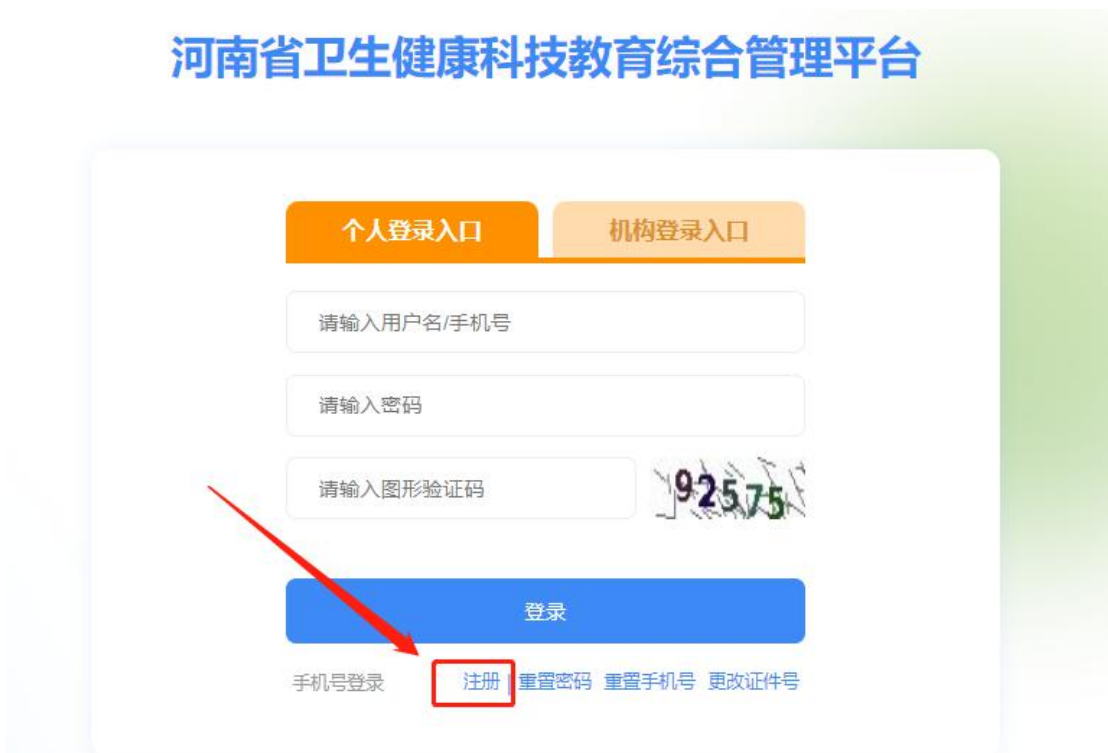 河南省卫生健康科技教育综合管理平台
个人登录入口 机构登录入口
请输入用户名/手机号
请输入密码
请输入图形验证码 92575
登录
手机号登录 注册 | 重置密码 重置手机号 更改证件号